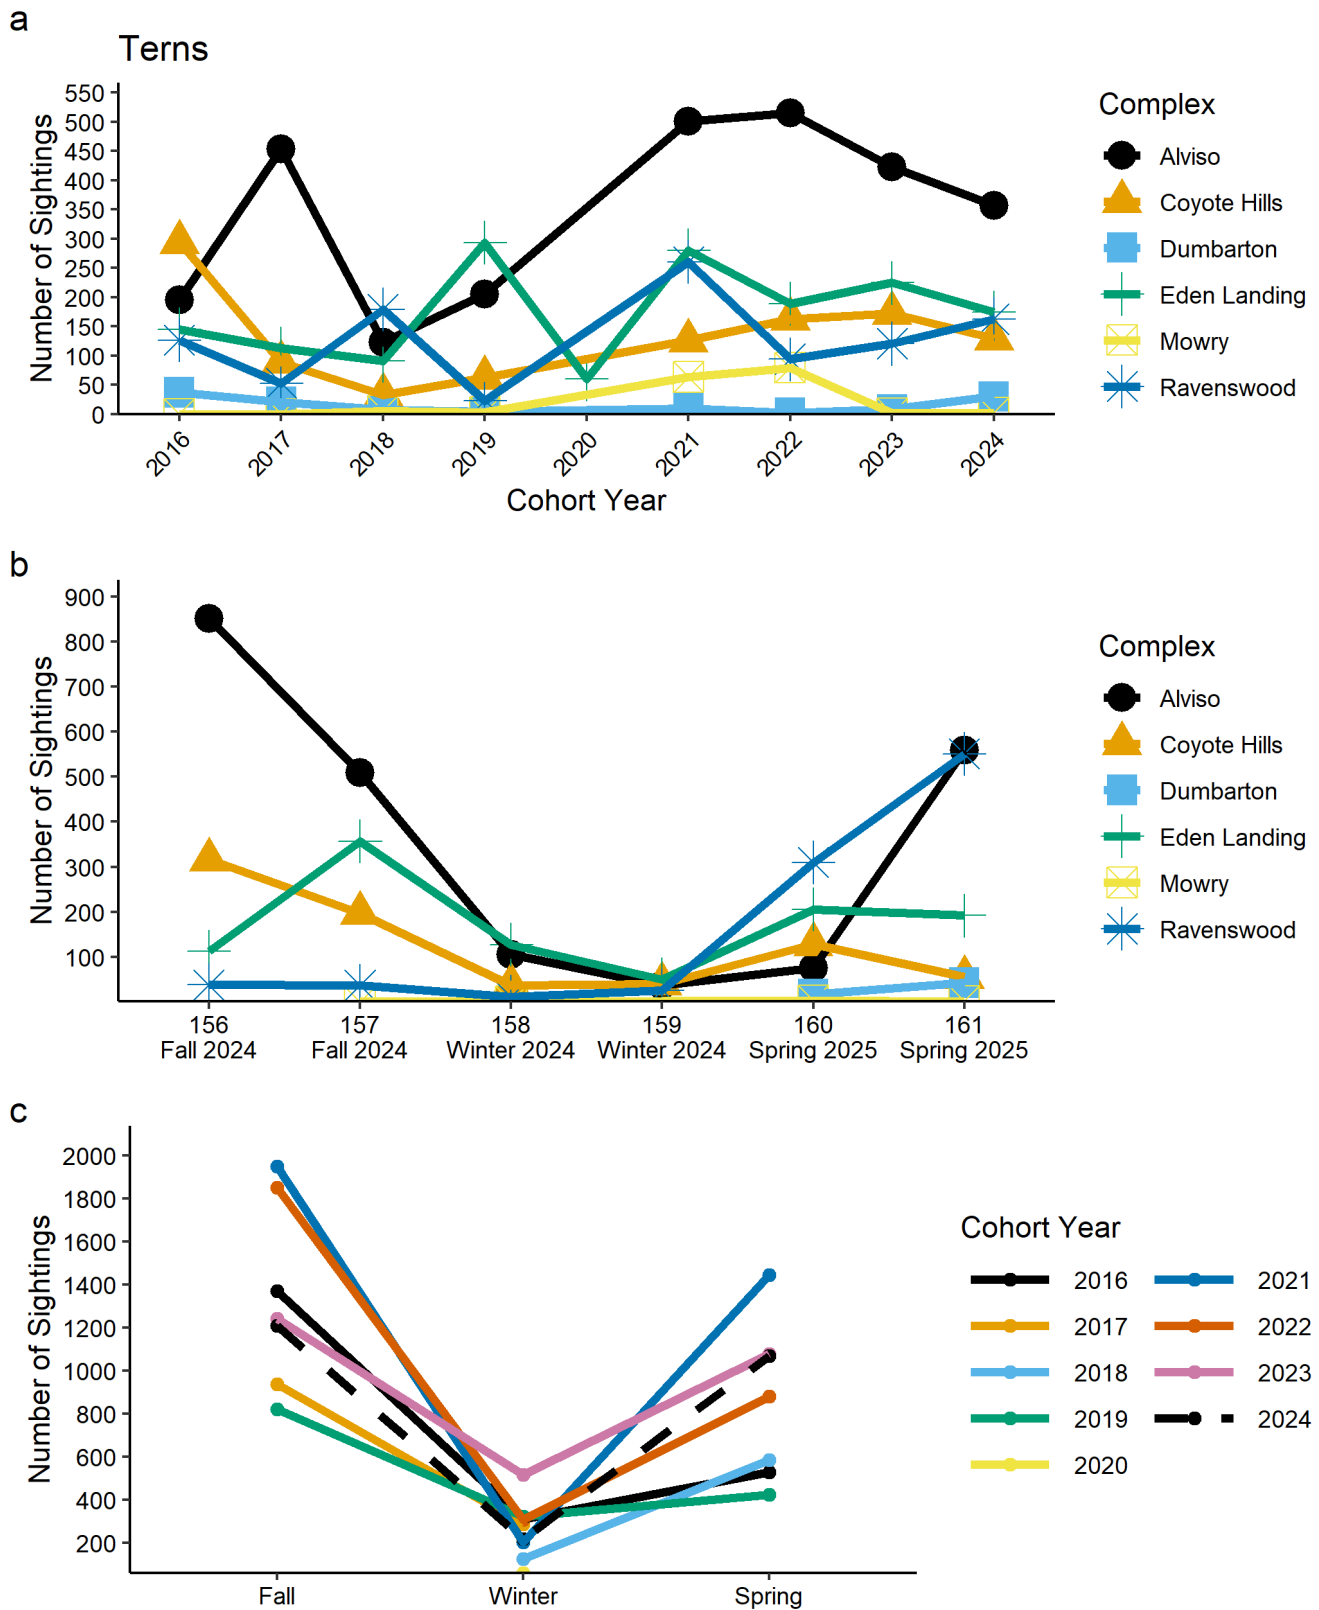 a
Terns
Number of Sightings
550
500
450
400
350
300
250
200
150
100
50
0
2016
2017
2018
2019
2020
2021
2022
2023
2024
Cohort Year
Complex
Alviso
Coyote Hills
Dumbarton
Eden Landing
Mowry
Ravenswood
b
Number of Sightings
900
800
700
600
500
400
300
200
100
156
Fall 2024
157
Fall 2024
158
Winter 2024
159
Winter 2024
160
Spring 2025
161
Spring 2025
Complex
Alviso
Coyote Hills
Dumbarton
Eden Landing
Mowry
Ravenswood
c
Number of Sightings
2000
1800
1600
1400
1200
1000
800
600
400
200
Fall
Winter
Spring
Cohort Year
2016
2017
2018
2019
2020
2021
2022
2023
2024